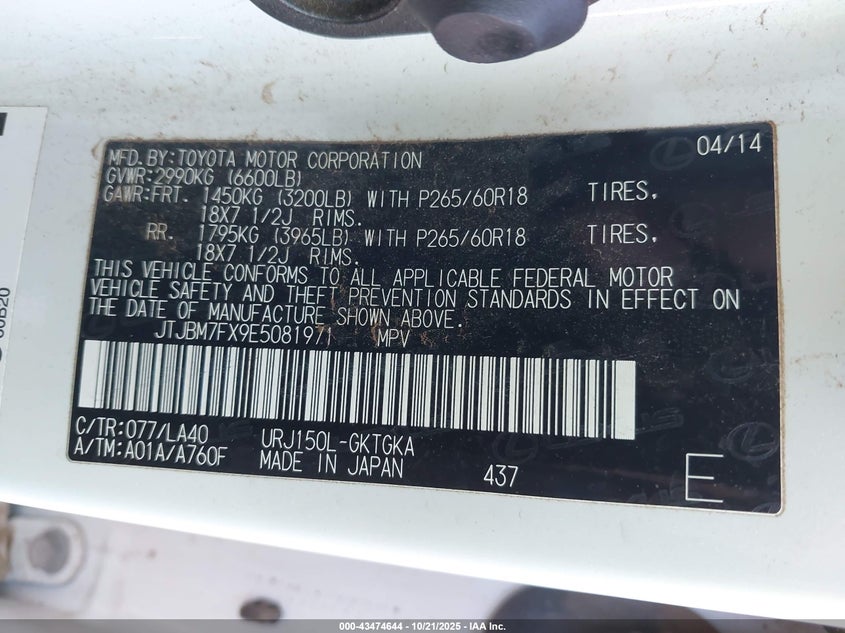 04/14
MFD. BY: TOYOTA MOTOR CORPORATION
GVWR: 2990KG (6600LB)
GAWR: FRT. 1450KG (3200LB) WITH P265/60R18 TIRES,
18X7 1/2J RIMS.
RR. 1795KG (3965LB) WITH P265/60R18 TIRES,
18X7 1/2J RIMS.
THIS VEHICLE CONFORMS TO ALL APPLICABLE FEDERAL MOTOR
VEHICLE SAFETY AND THEFT PREVENTION STANDARDS IN EFFECT ON
THE DATE OF MANUFACTURE SHOWN ABOVE.
JTJBM7FX9E5081971 MPV
C/TR: 077/LA40 URJ150L-GKTGKA
A/TM: A01A/A760F MADE IN JAPAN 437
E
000-43474644 | 10/21/2025 | Copyright © 2025 IAA, Inc.